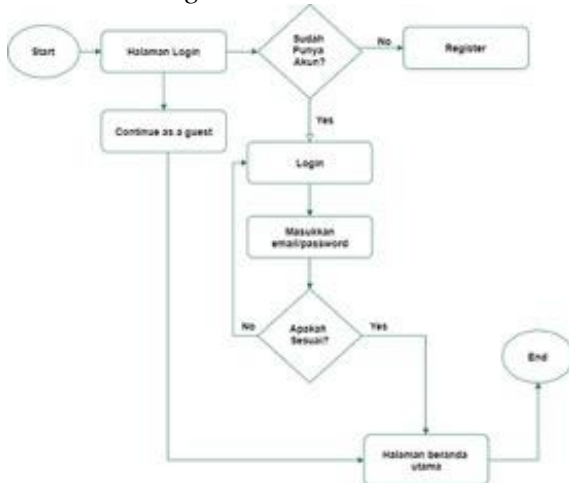 Start
Halaman Login
Sudah
Punya
Akun?
No
Register
Continue as a guest
Yes
Login
Masukkan
email/password
No
Apakah
Sesuai?
Yes
End
Halaman beranda
utama